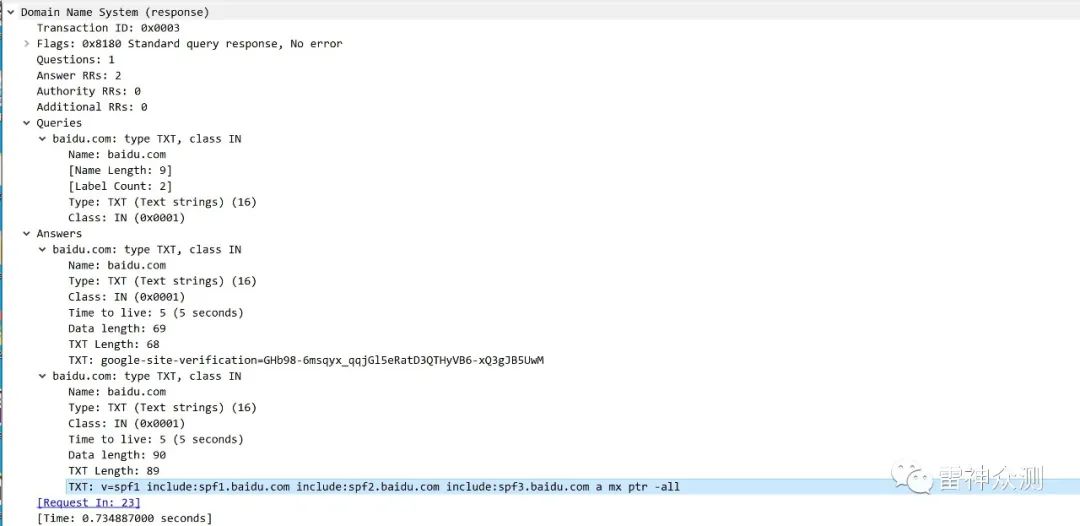 Domain Name System (response)
Transaction ID: 0x0003
Flags: 0x8180 Standard query response, No error
Questions: 1
Answer RRs: 2
Authority RRs: 0
Additional RRs: 0
Queries
baidu.com: type TXT, class IN
Name: baidu.com
[Name Length: 9]
[Label Count: 2]
Type: TXT (Text strings) (16)
Class: IN (0x0001)
Answers
baidu.com: type TXT, class IN
Name: baidu.com
Type: TXT (Text strings) (16)
Class: IN (0x0001)
Time to live: 5 (5 seconds)
Data length: 69
TXT Length: 68
TXT: google-site-verification=GHb98-6msqyx_qqjGl5eRatD3QTHyVB6-xQ3gJB5UwM
baidu.com: type TXT, class IN
Name: baidu.com
Type: TXT (Text strings) (16)
Class: IN (0x0001)
Time to live: 5 (5 seconds)
Data length: 90
TXT Length: 89
TXT: v=spf1 include:spf1.baidu.com include:spf2.baidu.com include:spf3.baidu.com a mx ptr -all
雷神众测
[Request In: 23]
[Time: 0.734887000 seconds]